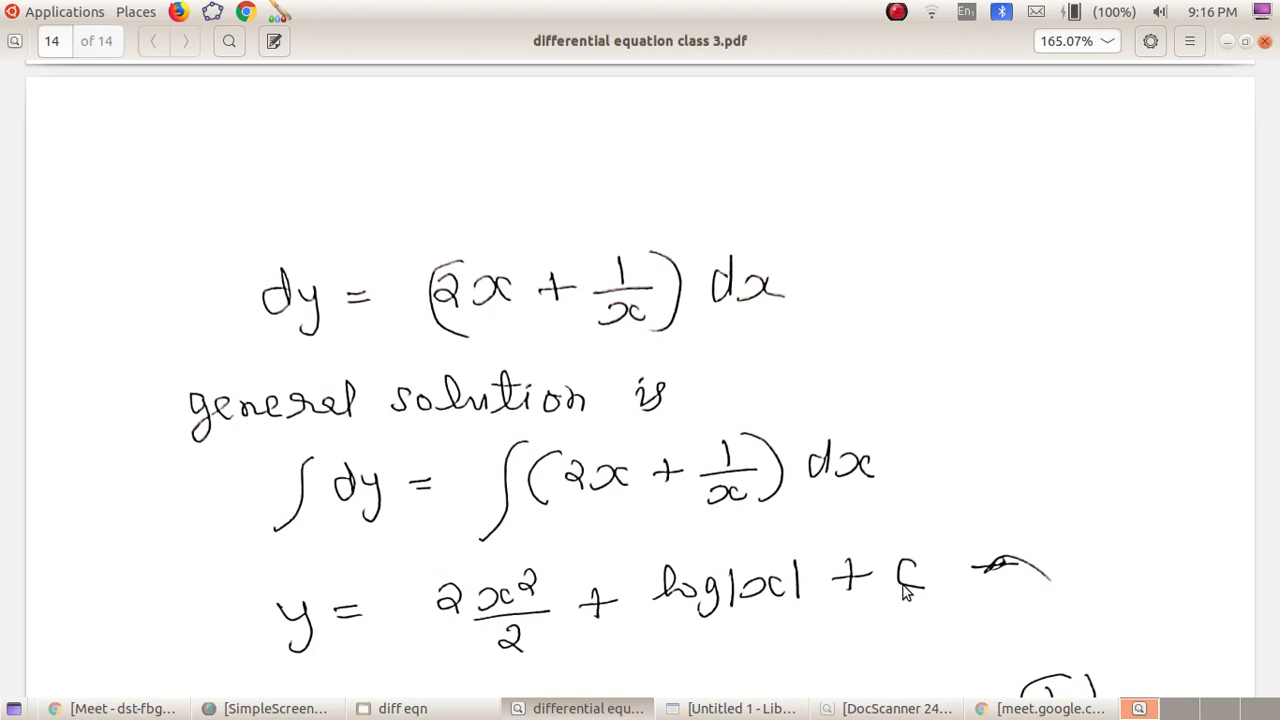 Applications Places En₁ (100%) 9:16 PM
14 of 14 differential equation class 3.pdf 165.07%
dy = (2x + 1/x) dx
general solution is
∫ dy = ∫ (2x + 1/x) dx
y = 2x²/2 + log|x| + c
[Meet - dst-fbg... [SimpleScreen... diff eqn differential equ... [Untitled 1 - Lib... [DocScanner 24... [meet.google.c...